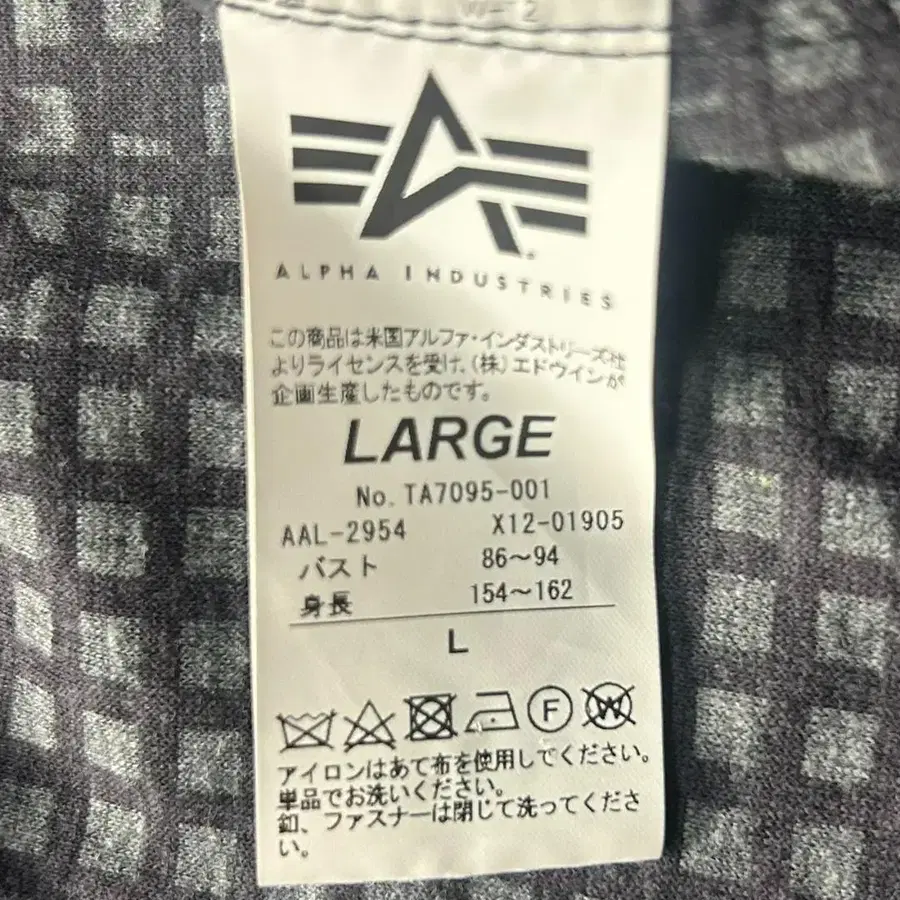 W-2
ALPHA INDUSTRIES
この商品は米国アルファ・インダストリーズ社
よりライセンスを受け、(株)エドウインが
企画生産したものです。
LARGE
No. TA7095-001
AAL-2954 X12-01905
バスト 86〜94
身長 154〜162
L
F W
アイロンはあて布を使用してください。
単品でお洗いください。
釦、ファスナーは閉じて洗ってくださ
い。